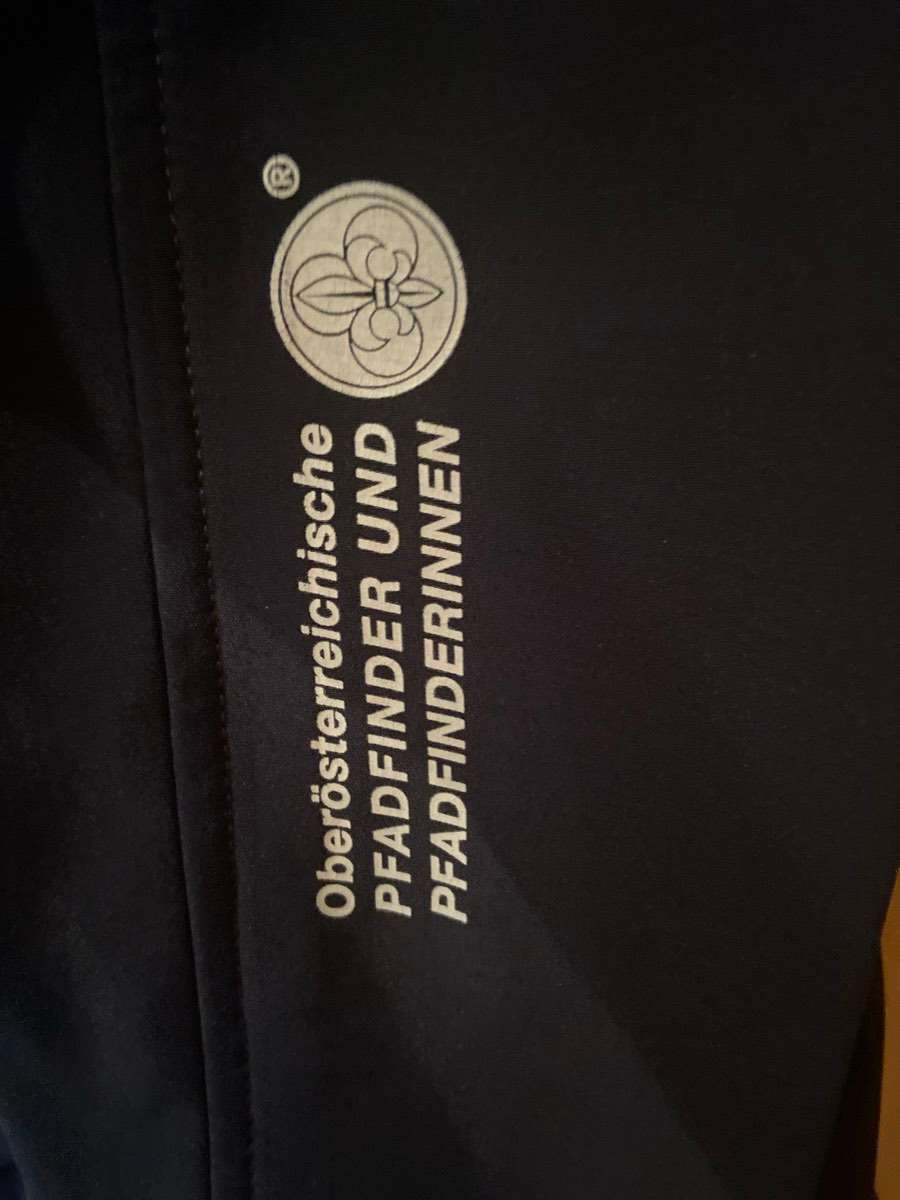 Oberösterreichische
PFADFINDER UND
PFADFINDERINNEN
®